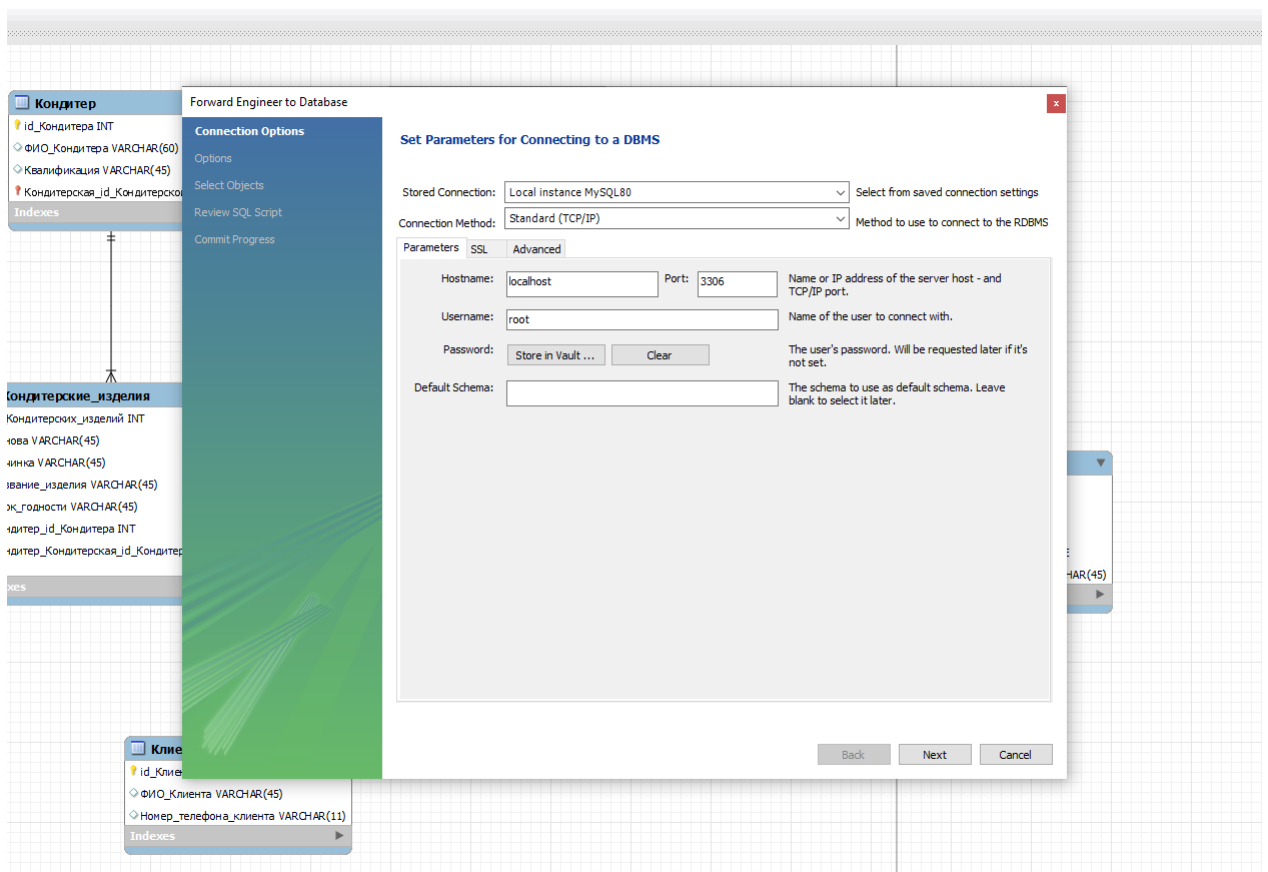 Кондитер
id_Кондитера INT
ФИО_Кондитера VARCHAR(60)
Квалификация VARCHAR(45)
Кондитерская_id_Кондитерско
Indexes
Forward Engineer to Database
x
Connection Options
Options
Select Objects
Review SQL Script
Commit Progress
Set Parameters for Connecting to a DBMS
Stored Connection: Local instance MySQL80 Select from saved connection settings
Connection Method: Standard (TCP/IP) Method to use to connect to the RDBMS
Parameters SSL Advanced
Hostname: localhost Port: 3306 Name or IP address of the server host - and
TCP/IP port.
Username: root Name of the user to connect with.
Password: Store in Vault ... Clear The user's password. Will be requested later if it's
not set.
Default Schema: The schema to use as default schema. Leave
blank to select it later.
Back Next Cancel
Кондитерские_изделия
Кондитерских_изделий INT
нова VARCHAR(45)
чинка VARCHAR(45)
звание_изделия VARCHAR(45)
ок_годности VARCHAR(45)
ндитер_id_Кондитера INT
ндитер_Кондитерская_id_Кондитер
xes
HAR(45)
Клие
id_Клие
ФИО_Клиента VARCHAR(45)
Номер_телефона_клиента VARCHAR(11)
Indexes